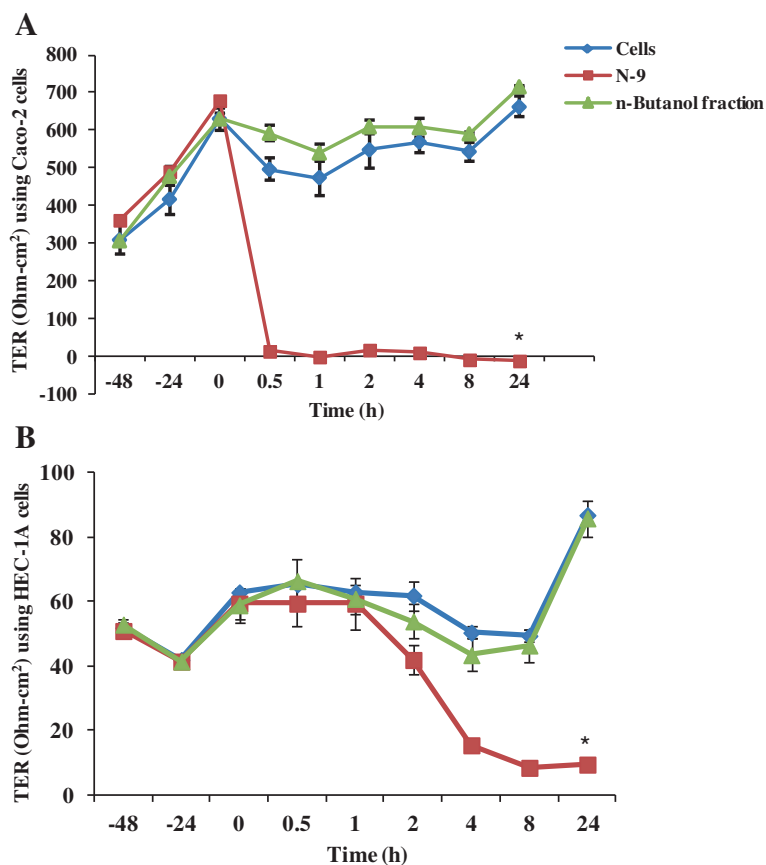 A
TER (Ohm-cm²) using Caco-2 cells
800
700
600
500
400
300
200
100
0
-100
-48 -24 0 0.5 1 2 4 8 24
Time (h)
*
Cells
N-9
n-Butanol fraction
B
TER (Ohm-cm²) using HEC-1A cells
100
80
60
40
20
0
-48 -24 0 0.5 1 2 4 8 24
Time (h)
*